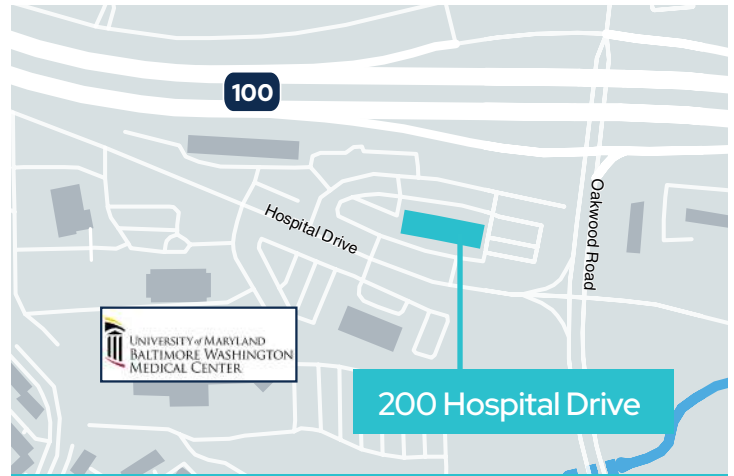 100
Hospital Drive
Oakwood Road
UNIVERSITY of MARYLAND
BALTIMORE WASHINGTON
MEDICAL CENTER
200 Hospital Drive